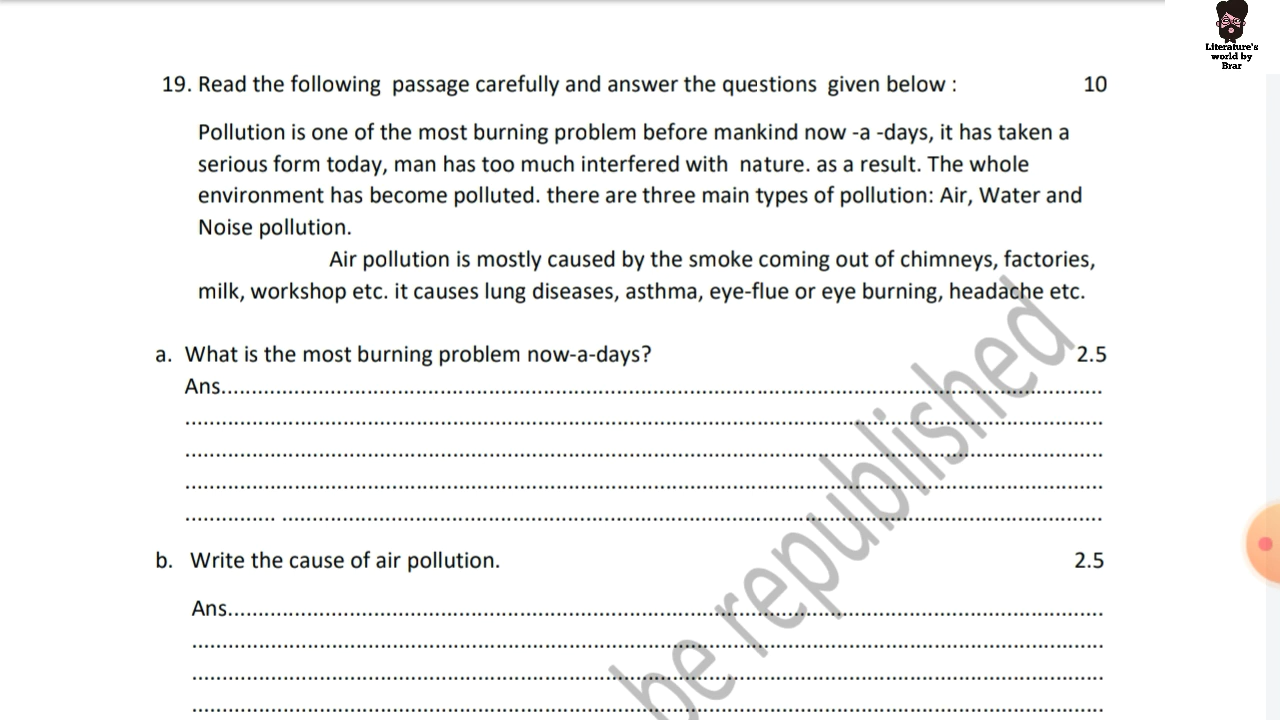 Literature's
world by
Brar
19. Read the following passage carefully and answer the questions given below : 10
Pollution is one of the most burning problem before mankind now -a -days, it has taken a
serious form today, man has too much interfered with nature. as a result. The whole
environment has become polluted. there are three main types of pollution: Air, Water and
Noise pollution.
Air pollution is mostly caused by the smoke coming out of chimneys, factories,
milk, workshop etc. it causes lung diseases, asthma, eye-flue or eye burning, headache etc.
a. What is the most burning problem now-a-days? 2.5
Ans.......................................................................................................................................
.......................................................................................................................................
.......................................................................................................................................
.......................................................................................................................................
............... .......................................................................................................................
b. Write the cause of air pollution. 2.5
Ans.......................................................................................................................................
.......................................................................................................................................
.......................................................................................................................................
.......................................................................................................................................
be republished